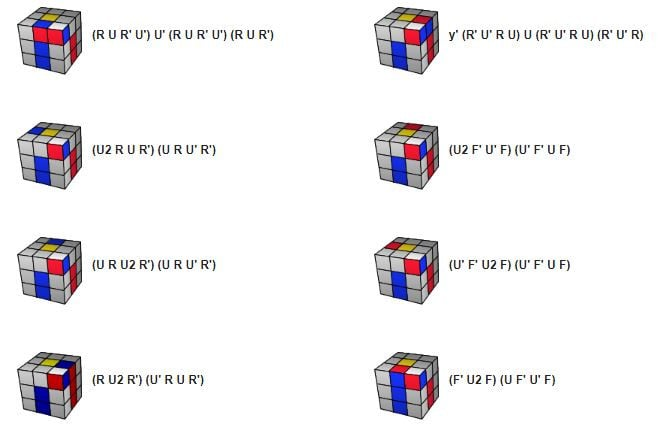 (R U R' U') U' (R U R' U') (R U R')
y' (R' U' R U) U (R' U' R U) (R' U' R)
(U2 R U R') (U R U' R')
(U2 F' U' F) (U' F' U F)
(U R U2 R') (U R U' R')
(U' F' U2 F) (U' F' U F)
(R U2 R') (U' R U R')
(F' U2 F) (U F' U' F)